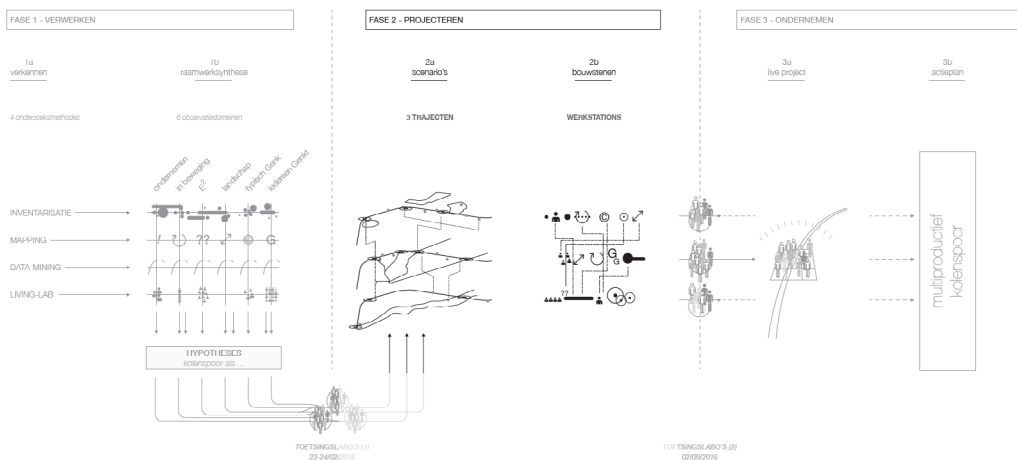 FASE 1 - VERWERKEN
FASE 2 - PROJECTEREN
FASE 3 - ONDERNEMEN
1a
verkennen
1b
raamwerksynthese
2a
scenario's
2b
bouwstenen
3a
live project
3b
actieplan
4 onderzoeksmethodes
6 observatiedomeinen
3 TRAJECTEN
WERKSTATIONS
ondernemen
in beweging
E²
landschap
typisch Genk
iedereen Genkt
INVENTARISATIE
MAPPING
DATA MINING
LIVING-LAB
! ?? © G
©
G
G
??
HYPOTHESES
kolenspoor als ...
mutiproductief
kolenspoor
TOETSINGSLABO'S (1)
23-24/02/2016
TOETSINGSLABO'S (2)
02/09/2016